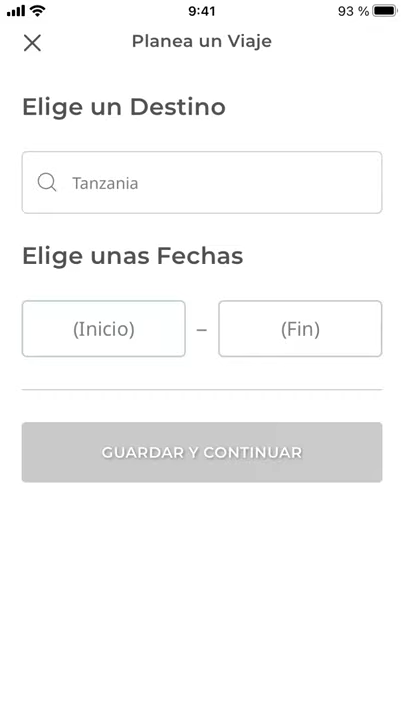 9:41
93 %
Planea un Viaje
Elige un Destino
Tanzania
Elige unas Fechas
(Inicio) – (Fin)
GUARDAR Y CONTINUAR